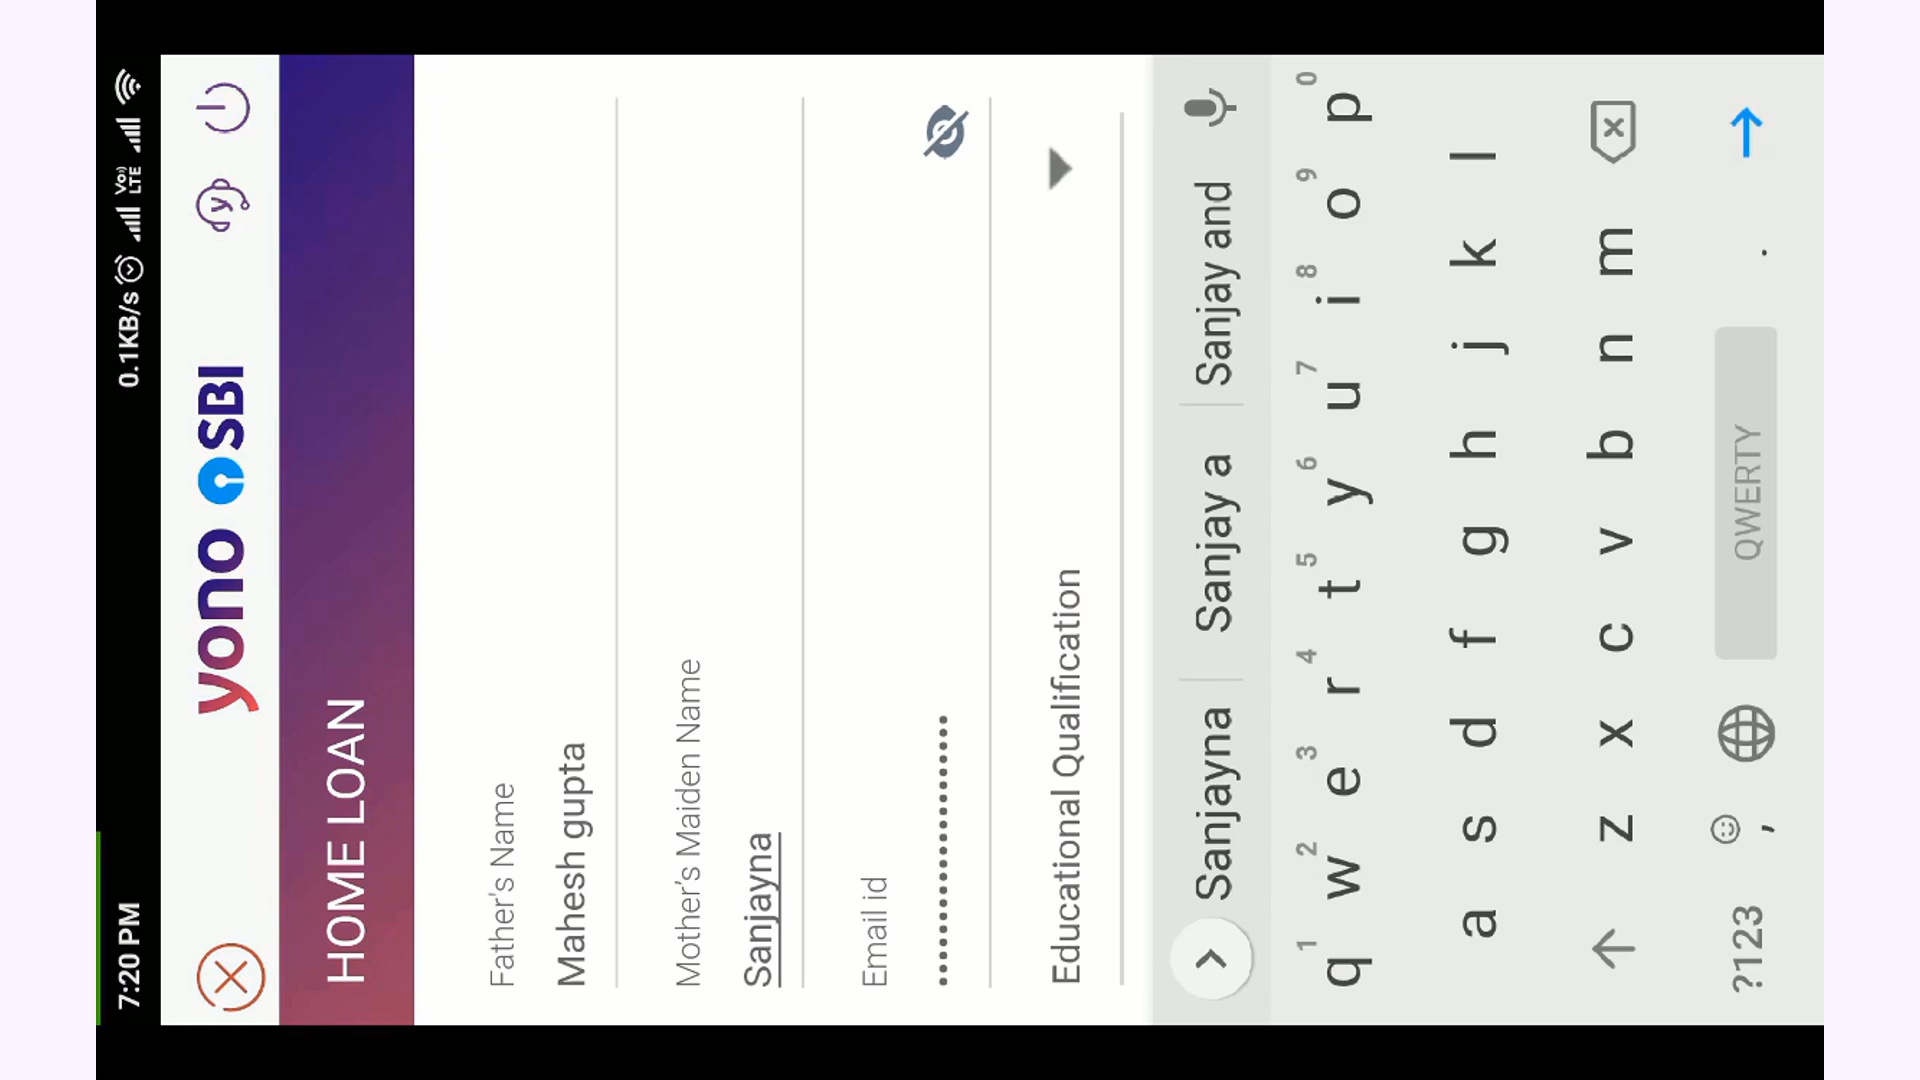 7:20 PM 0.1KB/s Vo) LTE
yono SBI
y
HOME LOAN
Father's Name
Mahesh gupta
Mother's Maiden Name
Sanjayna
Email id
••••••••••••••••••••••
Educational Qualification
Sanjayna Sanjay a Sanjay and
1 2 3 4 5 6 7 8 9 0
q w e r t y u i o p
a s d f g h j k l
z x c v b n m
?123 , QWERTY .